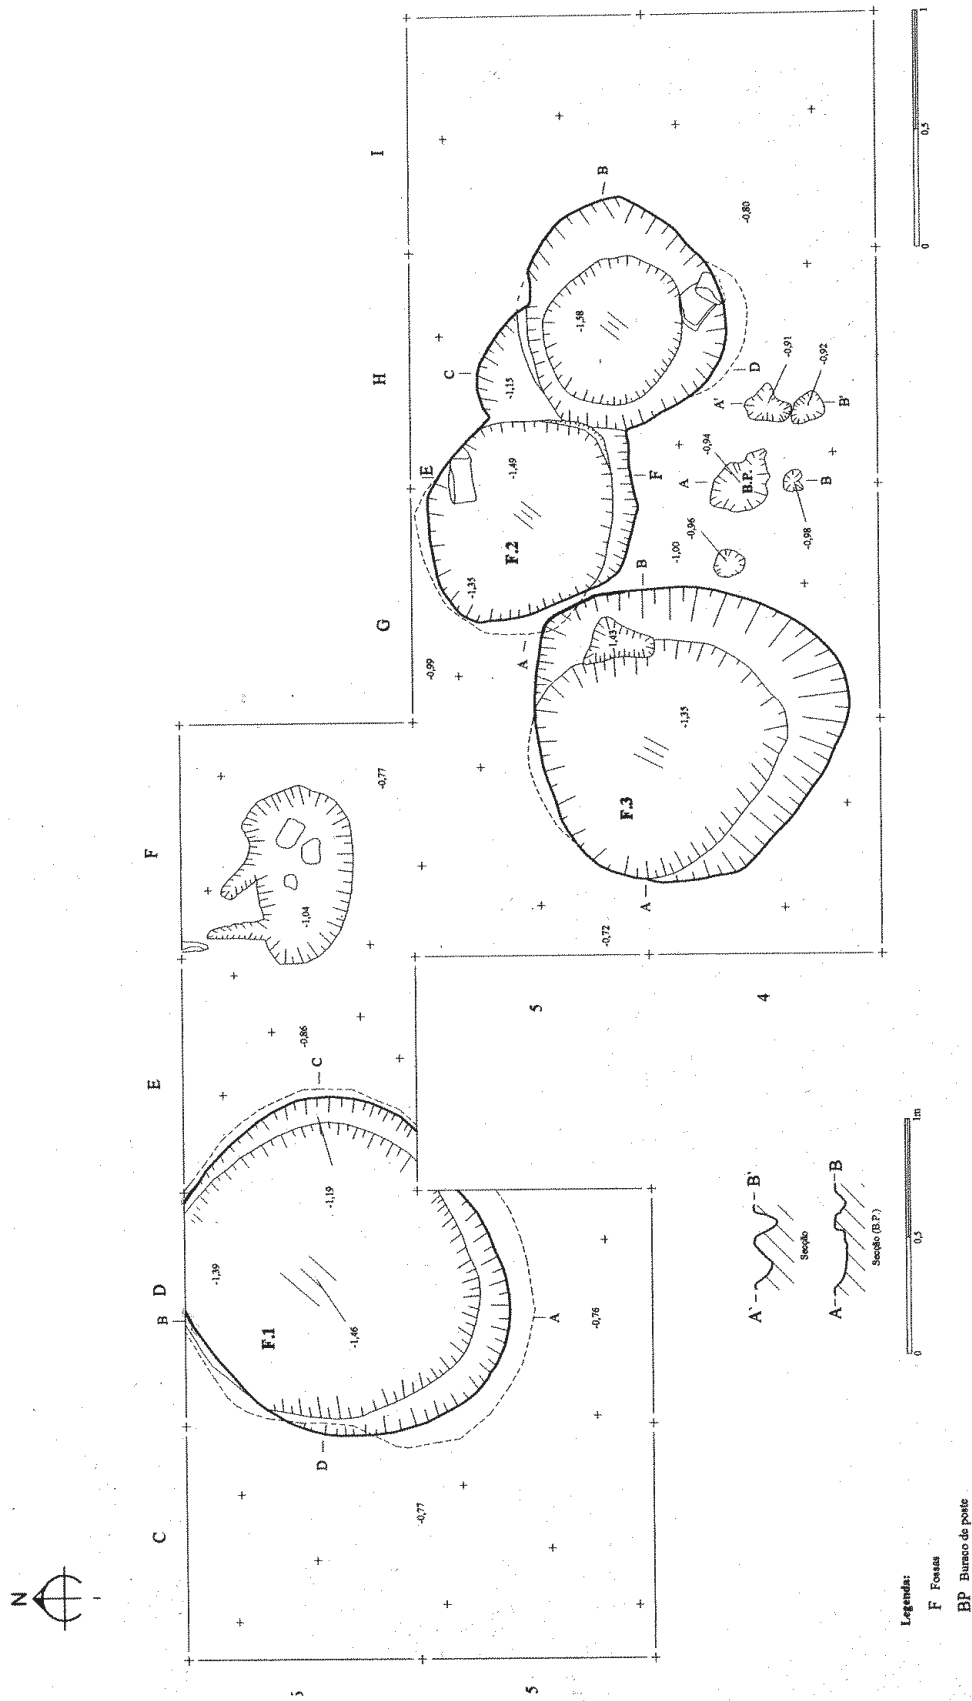 N
C
D
E
F
G
H
I
5
5
4
B
-1,39
F.1
-1,46
-1,19
C
D
A
-0,76
-0,77
-0,86
-1,04
-0,77
-0,72
-0,99
A
F.3
-1,35
1,43
B
A
-1,35
F.2
-1,49
E
F
C
-1,15
-1,58
B
D
-0,80
-1,00
-0,96
-0,94
A
B.P.
B
-0,98
A'
B'
-0,91
-0,92
A' B'
Secção
A B
Secção (B.P.)
0 0,5 1m
0 0,5 1
Legenda:
F Fossas
BP Buraco de poste